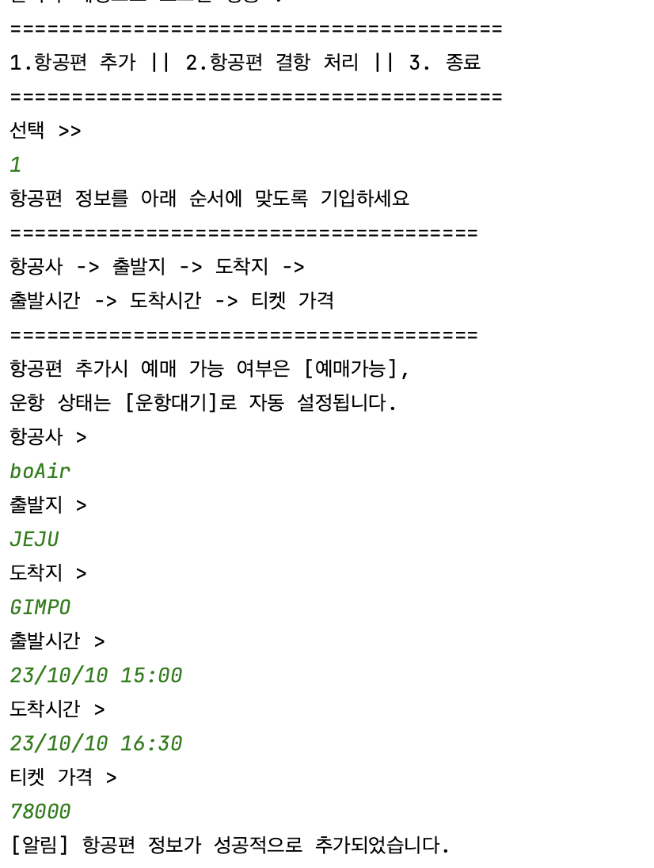 ========================================
1.항공편 추가 || 2.항공편 결항 처리 || 3. 종료
========================================
선택 >>
1
항공편 정보를 아래 순서에 맞도록 기입하세요
======================================
항공사 -> 출발지 -> 도착지 ->
출발시간 -> 도착시간 -> 티켓 가격
======================================
항공편 추가시 예매 가능 여부은 [예매가능],
운항 상태는 [운항대기]로 자동 설정됩니다.
항공사 >
boAir
출발지 >
JEJU
도착지 >
GIMPO
출발시간 >
23/10/10 15:00
도착시간 >
23/10/10 16:30
티켓 가격 >
78000
[알림] 항공편 정보가 성공적으로 추가되었습니다.